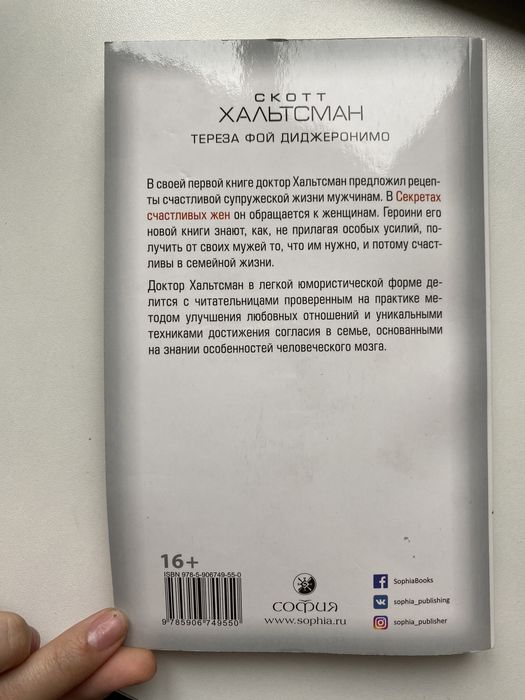 СКОТТ
ХАЛЬТСМАН
ТЕРЕЗА ФОЙ ДИДЖЕРОНИМО
В своей первой книге доктор Хальтсман предложил рецеп-
ты счастливой супружеской жизни мужчинам. В Секретах
счастливых жен он обращается к женщинам. Героини его
новой книги знают, как, не прилагая особых усилий, по-
лучить от своих мужей то, что им нужно, и потому счаст-
ливы в семейной жизни.
Доктор Хальтсман в легкой юмористической форме де-
лится с читательницами проверенным на практике ме-
тодом улучшения любовных отношений и уникальными
техниками достижения согласия в семье, основанными
на знании особенностей человеческого мозга.
16+
ISBN 978-5-906749-55-0
9 785906 749550
СОФИЯ
www.sophia.ru
SophiaBooks
sophia_publishing
sophia_publisher